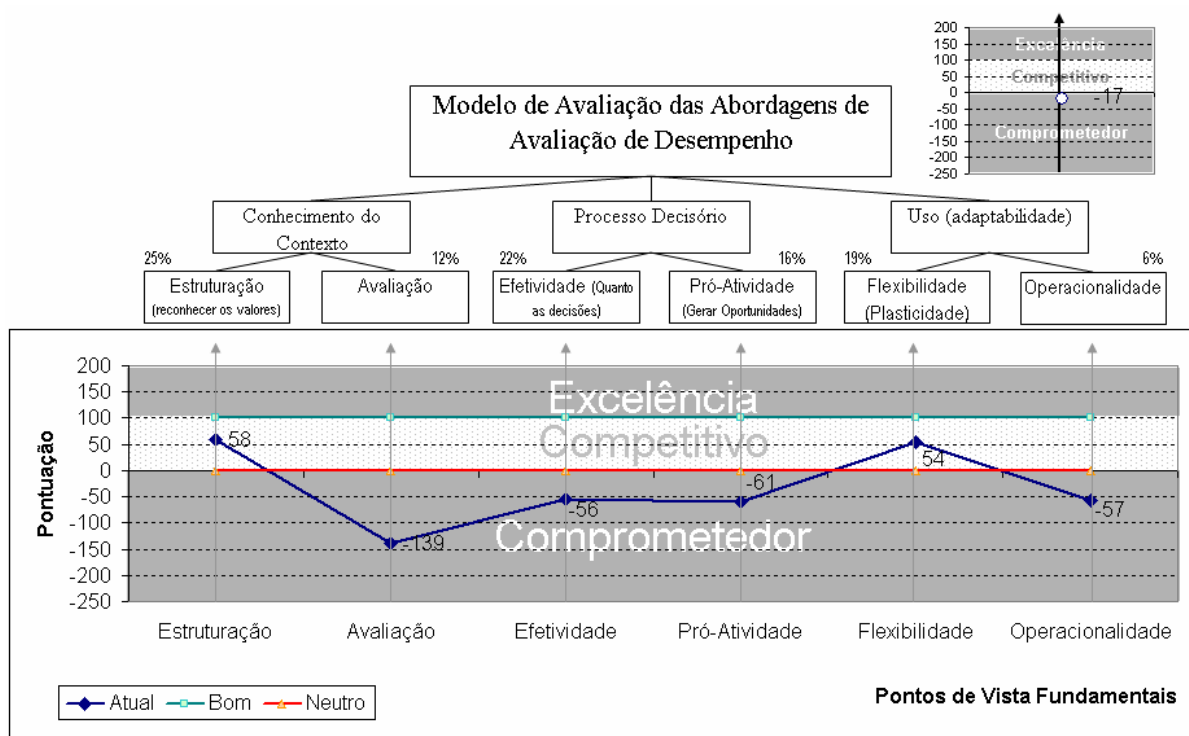 200
150
100
50
0
-50
-100
-150
-200
-250
Excelência
Competitivo
-17
Comprometedor
Modelo de Avaliação das Abordagens de
Avaliação de Desempenho
Conhecimento do
Contexto
Processo Decisório
Uso (adaptabilidade)
25%
12%
22%
16%
19%
6%
Estruturação
(reconhecer os valores)
Avaliação
Efetividade (Quanto
as decisões)
Pró-Atividade
(Gerar Oportunidades)
Flexibilidade
(Plasticidade)
Operacionalidade
Pontuação
200
150
100
50
0
-50
-100
-150
-200
-250
Excelência
Competitivo
Comprometedor
58
-139
-56
-61
54
-57
Estruturação
Avaliação
Efetividade
Pró-Atividade
Flexibilidade
Operacionalidade
Atual
Bom
Neutro
Pontos de Vista Fundamentais